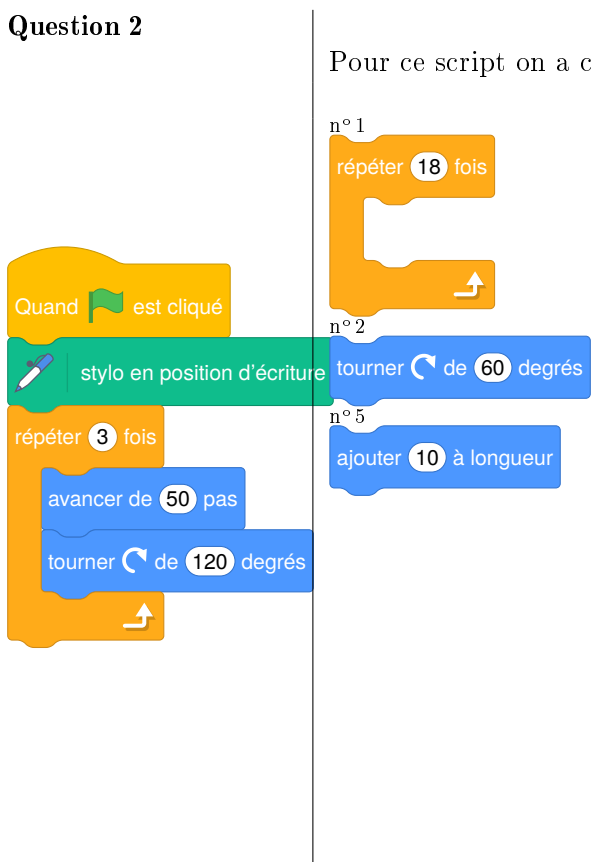 Question 2
Quand est cliqué
stylo en position d'écriture
répéter 3 fois
avancer de 50 pas
tourner de 120 degrés
Pour ce script on a c
n° 1
répéter 18 fois
n° 2
tourner de 60 degrés
n° 5
ajouter 10 à longueur